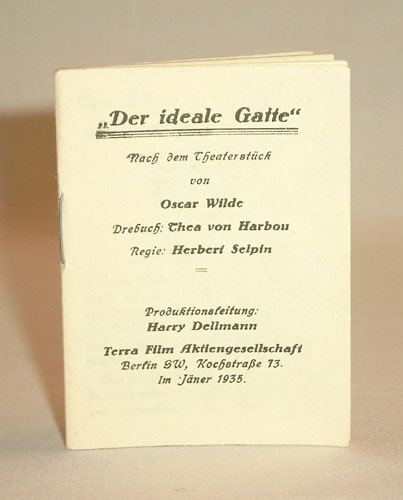 „Der ideale Gatte“
Nach dem Theaterstück
von
Oscar Wilde
Drebuch: Thea von Harbou
Regie: Herbert Selpin
Produktionsleitung:
Harry Dellmann
Terra Film Aktiengesellschaft
Berlin SW, Kochstraße 73.
Im Jäner 1935.